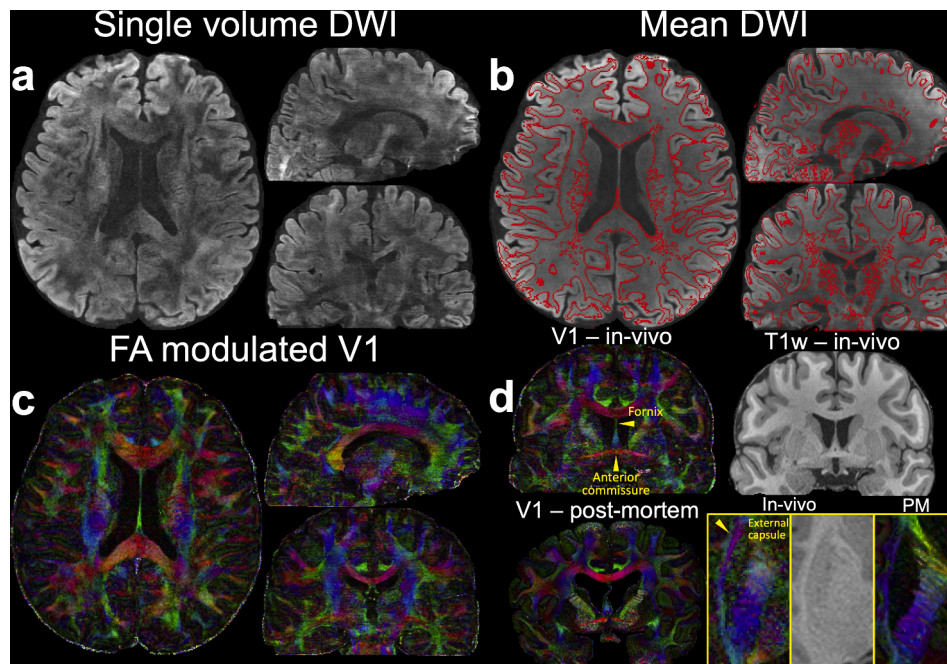 Single volume DWI
Mean DWI
a
b
FA modulated V1
V1 – in-vivo
T1w – in-vivo
c
d
Fornix
Anterior
commissure
V1 – post-mortem
In-vivo
PM
External
capsule